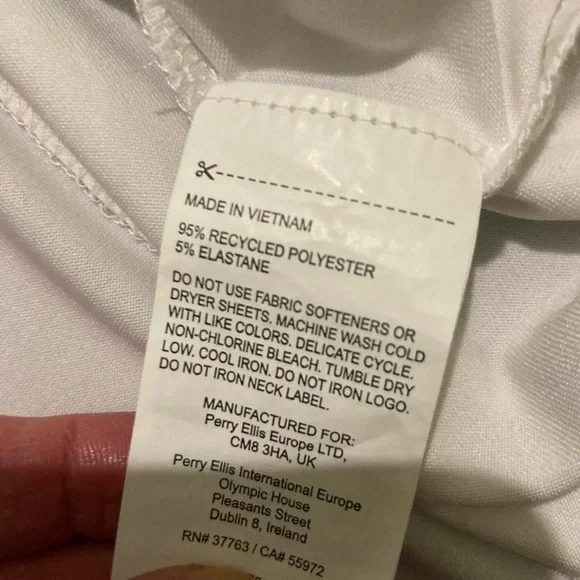 MADE IN VIETNAM
95% RECYCLED POLYESTER
5% ELASTANE
DO NOT USE FABRIC SOFTENERS OR
DRYER SHEETS. MACHINE WASH COLD
WITH LIKE COLORS. DELICATE CYCLE.
NON-CHLORINE BLEACH. TUMBLE DRY
LOW. COOL IRON. DO NOT IRON LOGO.
DO NOT IRON NECK LABEL.
MANUFACTURED FOR:
Perry Ellis Europe LTD,
CM8 3HA, UK
Perry Ellis International Europe
Olympic House
Pleasants Street
Dublin 8, Ireland
RN# 37763 / CA# 55972